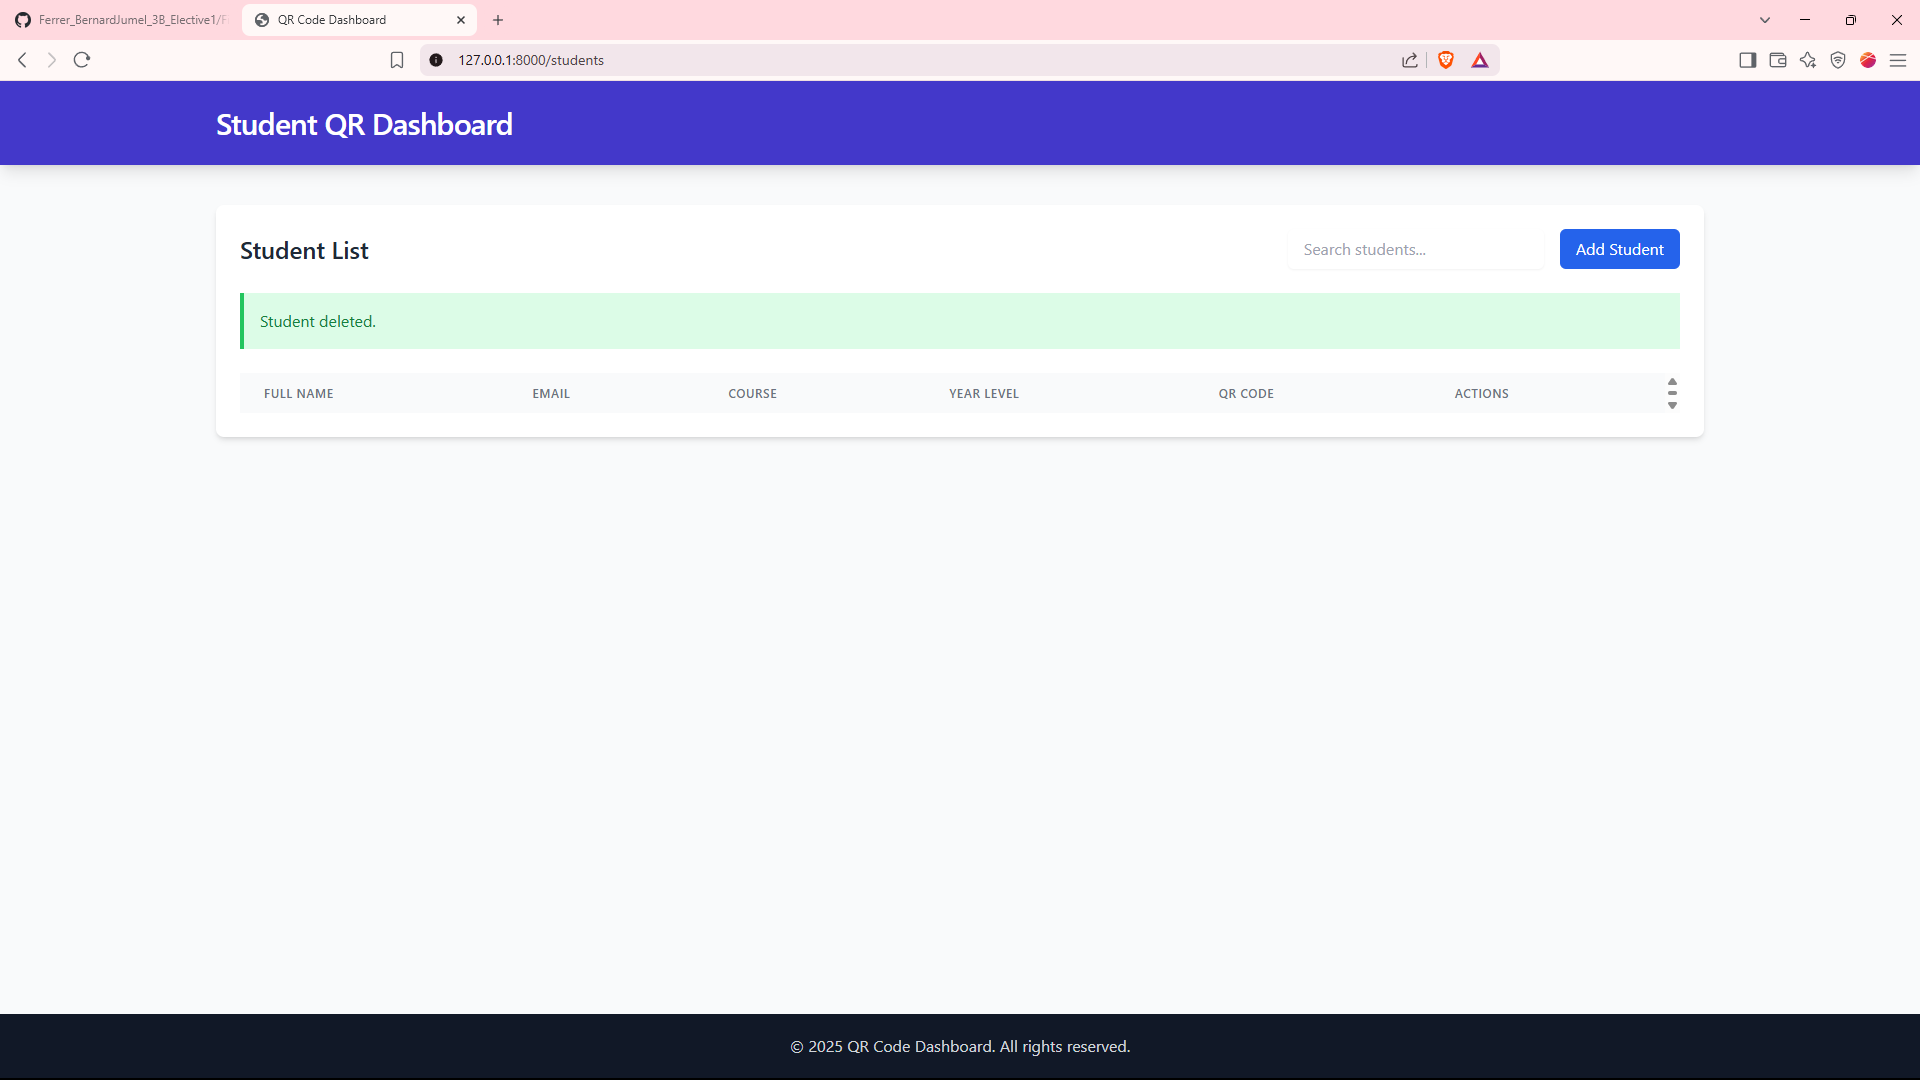 Ferrer_BernardJumel_3B_Elective1/F
QR Code Dashboard
127.0.0.1:8000/students
Student QR Dashboard
Student List
Search students...
Add Student
Student deleted.
FULL NAME EMAIL COURSE YEAR LEVEL QR CODE ACTIONS
© 2025 QR Code Dashboard. All rights reserved.